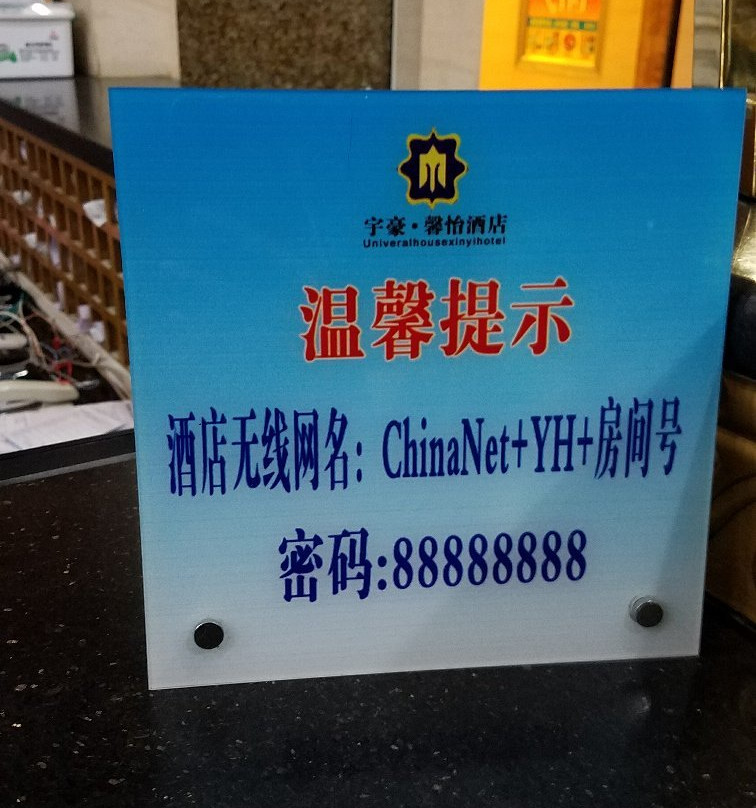 宇豪·馨怡酒店
Univeralhousexinyihotel
温馨提示
酒店无线网名：ChinaNet+YH+房间号
密码:88888888